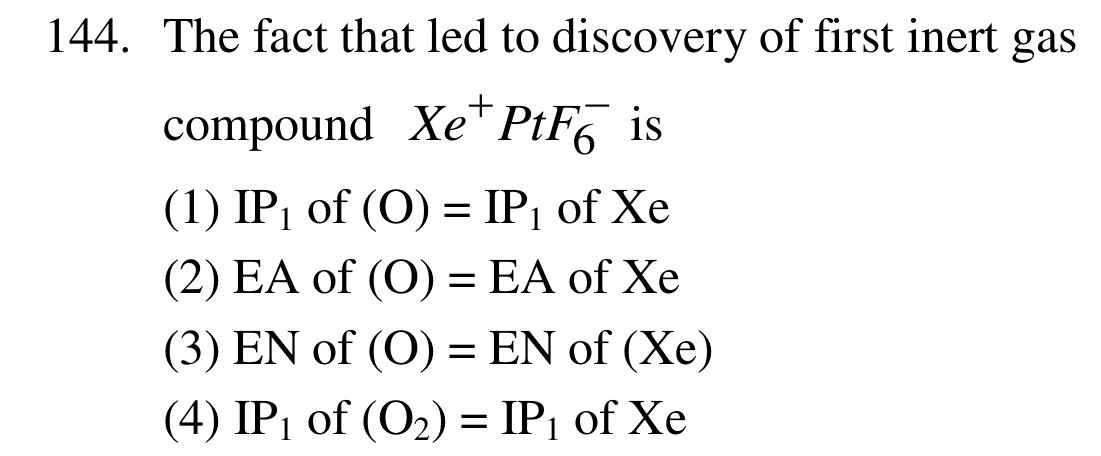 144. The fact that led to discovery of first inert gas
compound Xe⁺PtF₆⁻ is
(1) IP₁ of (O) = IP₁ of Xe
(2) EA of (O) = EA of Xe
(3) EN of (O) = EN of (Xe)
(4) IP₁ of (O₂) = IP₁ of Xe